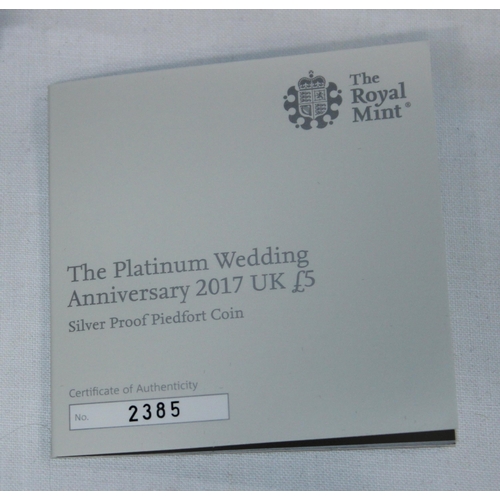 The
Royal
Mint®
The Platinum Wedding
Anniversary 2017 UK £5
Silver Proof Piedfort Coin
Certificate of Authenticity
No. 2385